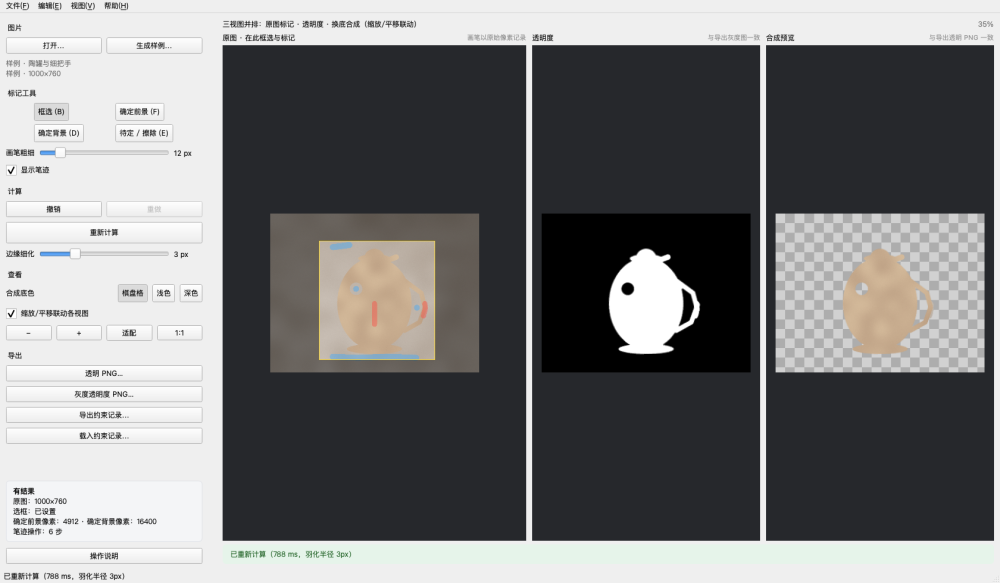 文件(F) 编辑(E) 视图(V) 帮助(H)
图片
打开... 生成样例...
样例 · 陶罐与细把手
样例 · 1000×760
标记工具
框选 (B) 确定前景 (F)
确定背景 (D) 待定 / 擦除 (E)
画笔粗细 12 px
显示笔迹
计算
撤销 重做
重新计算
边缘细化 3 px
查看
合成底色 棋盘格 浅色 深色
缩放/平移联动各视图
− + 适配 1:1
导出
透明 PNG...
灰度透明度 PNG...
导出约束记录...
载入约束记录...
有结果
原图：1000×760
选框：已设置
确定前景像素：4912 · 确定背景像素：16400
笔迹操作：6 步
操作说明
已重新计算（788 ms，羽化半径 3px）
三视图并排：原图标记 · 透明度 · 换底合成（缩放/平移联动） 35%
原图 · 在此框选与标记 画笔以原始像素记录 透明度 与导出灰度图一致 合成预览 与导出透明 PNG 一致
已重新计算（788 ms，羽化半径 3px）